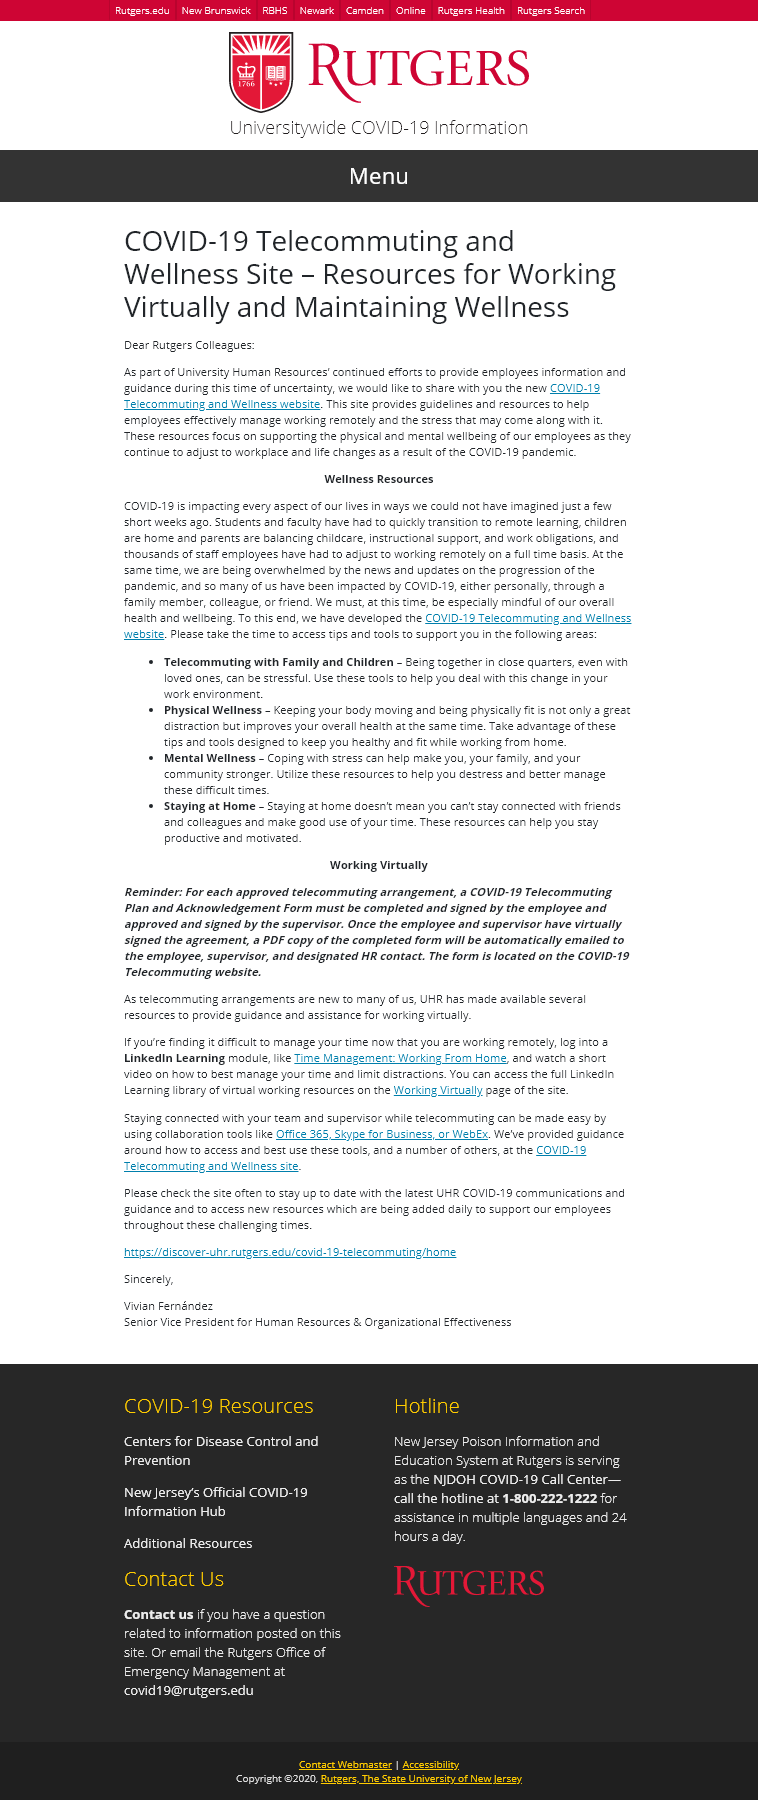 Rutgers.edu New Brunswick RBHS Newark Camden Online Rutgers Health Rutgers Search
1766
RUTGERS
Universitywide COVID-19 Information
Menu
COVID-19 Telecommuting and
Wellness Site – Resources for Working
Virtually and Maintaining Wellness
Dear Rutgers Colleagues:
As part of University Human Resources’ continued efforts to provide employees information and
guidance during this time of uncertainty, we would like to share with you the new COVID-19
Telecommuting and Wellness website. This site provides guidelines and resources to help
employees effectively manage working remotely and the stress that may come along with it.
These resources focus on supporting the physical and mental wellbeing of our employees as they
continue to adjust to workplace and life changes as a result of the COVID-19 pandemic.
Wellness Resources
COVID-19 is impacting every aspect of our lives in ways we could not have imagined just a few
short weeks ago. Students and faculty have had to quickly transition to remote learning, children
are home and parents are balancing childcare, instructional support, and work obligations, and
thousands of staff employees have had to adjust to working remotely on a full time basis. At the
same time, we are being overwhelmed by the news and updates on the progression of the
pandemic, and so many of us have been impacted by COVID-19, either personally, through a
family member, colleague, or friend. We must, at this time, be especially mindful of our overall
health and wellbeing. To this end, we have developed the COVID-19 Telecommuting and Wellness
website. Please take the time to access tips and tools to support you in the following areas:
• Telecommuting with Family and Children – Being together in close quarters, even with
loved ones, can be stressful. Use these tools to help you deal with this change in your
work environment.
• Physical Wellness – Keeping your body moving and being physically fit is not only a great
distraction but improves your overall health at the same time. Take advantage of these
tips and tools designed to keep you healthy and fit while working from home.
• Mental Wellness – Coping with stress can help make you, your family, and your
community stronger. Utilize these resources to help you destress and better manage
these difficult times.
• Staying at Home – Staying at home doesn’t mean you can’t stay connected with friends
and colleagues and make good use of your time. These resources can help you stay
productive and motivated.
Working Virtually
Reminder: For each approved telecommuting arrangement, a COVID-19 Telecommuting
Plan and Acknowledgement Form must be completed and signed by the employee and
approved and signed by the supervisor. Once the employee and supervisor have virtually
signed the agreement, a PDF copy of the completed form will be automatically emailed to
the employee, supervisor, and designated HR contact. The form is located on the COVID-19
Telecommuting website.
As telecommuting arrangements are new to many of us, UHR has made available several
resources to provide guidance and assistance for working virtually.
If you’re finding it difficult to manage your time now that you are working remotely, log into a
LinkedIn Learning module, like Time Management: Working From Home, and watch a short
video on how to best manage your time and limit distractions. You can access the full LinkedIn
Learning library of virtual working resources on the Working Virtually page of the site.
Staying connected with your team and supervisor while telecommuting can be made easy by
using collaboration tools like Office 365, Skype for Business, or WebEx. We’ve provided guidance
around how to access and best use these tools, and a number of others, at the COVID-19
Telecommuting and Wellness site.
Please check the site often to stay up to date with the latest UHR COVID-19 communications and
guidance and to access new resources which are being added daily to support our employees
throughout these challenging times.
https://discover-uhr.rutgers.edu/covid-19-telecommuting/home
Sincerely,
Vivian Fernández
Senior Vice President for Human Resources & Organizational Effectiveness
COVID-19 Resources
Centers for Disease Control and
Prevention
New Jersey’s Official COVID-19
Information Hub
Additional Resources
Contact Us
Contact us if you have a question
related to information posted on this
site. Or email the Rutgers Office of
Emergency Management at
covid19@rutgers.edu
Hotline
New Jersey Poison Information and
Education System at Rutgers is serving
as the NJDOH COVID-19 Call Center—
call the hotline at 1-800-222-1222 for
assistance in multiple languages and 24
hours a day.
RUTGERS
Contact Webmaster | Accessibility
Copyright ©2020, Rutgers, The State University of New Jersey